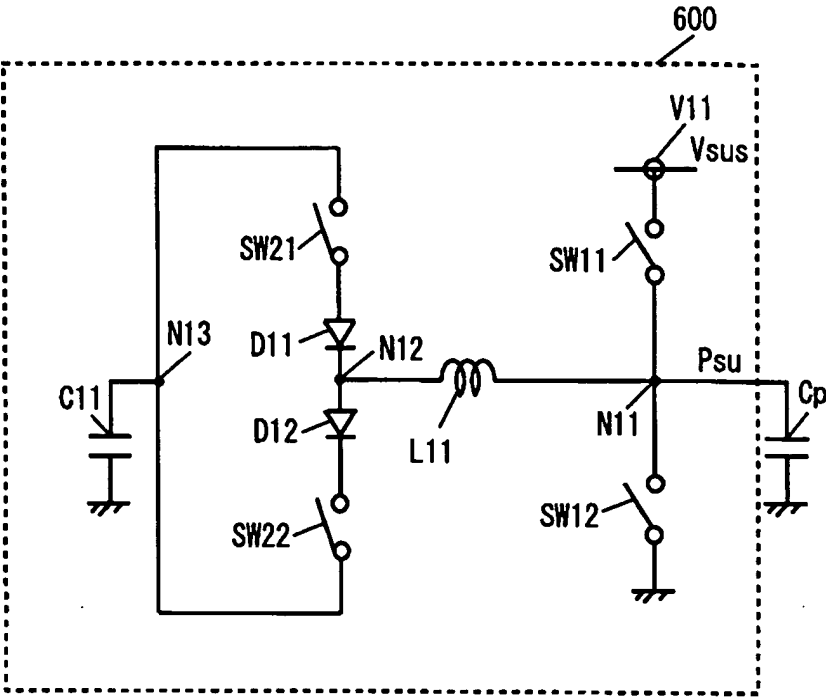 600
V11
Vsus
SW21
SW11
D11
N12
N13
Psu
C11
Cp
D12
L11
N11
SW22
SW12